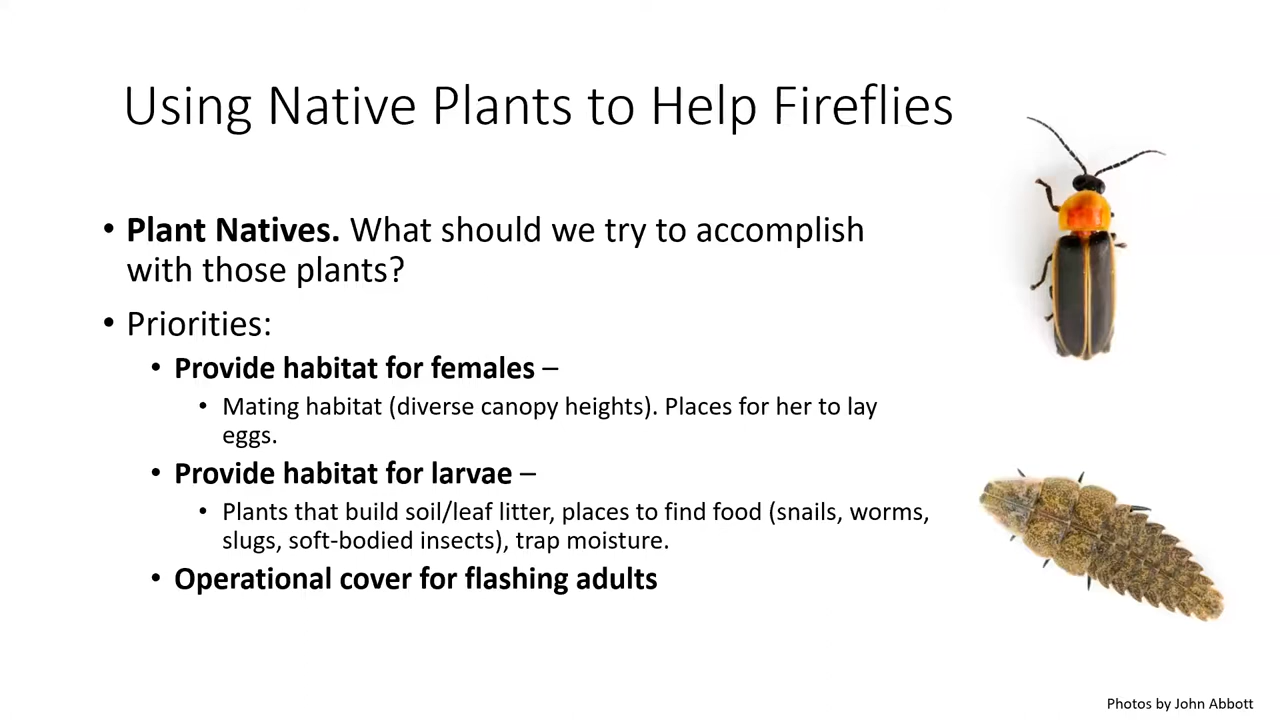 Using Native Plants to Help Fireflies
• Plant Natives. What should we try to accomplish
with those plants?
• Priorities:
• Provide habitat for females –
• Mating habitat (diverse canopy heights). Places for her to lay
eggs.
• Provide habitat for larvae –
• Plants that build soil/leaf litter, places to find food (snails, worms,
slugs, soft-bodied insects), trap moisture.
• Operational cover for flashing adults
Photos by John Abbott